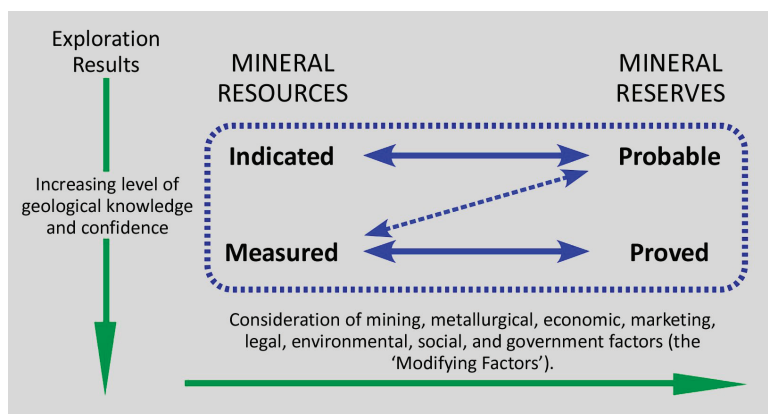 Exploration
Results
MINERAL
RESOURCES
MINERAL
RESERVES
Indicated
Probable
Increasing level of
geological knowledge
and confidence
Measured
Proved
Consideration of mining, metallurgical, economic, marketing,
legal, environmental, social, and government factors (the
‘Modifying Factors’).